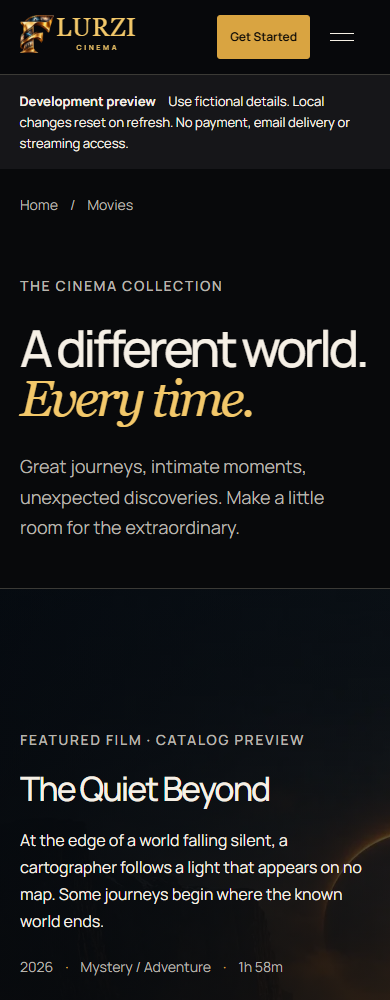 FLURZI
CINEMA
Get Started
Development preview Use fictional details. Local
changes reset on refresh. No payment, email delivery or
streaming access.
Home / Movies
THE CINEMA COLLECTION
A different world.
Every time.
Great journeys, intimate moments,
unexpected discoveries. Make a little
room for the extraordinary.
FEATURED FILM · CATALOG PREVIEW
The Quiet Beyond
At the edge of a world falling silent, a
cartographer follows a light that appears on no
map. Some journeys begin where the known
world ends.
2026 · Mystery / Adventure · 1h 58m